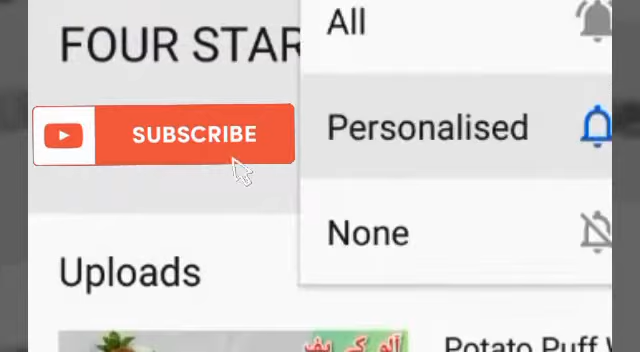 FOUR STAR
SUBSCRIBE
Uploads
All
Personalised
None
آلو کے پف
Potato Puff